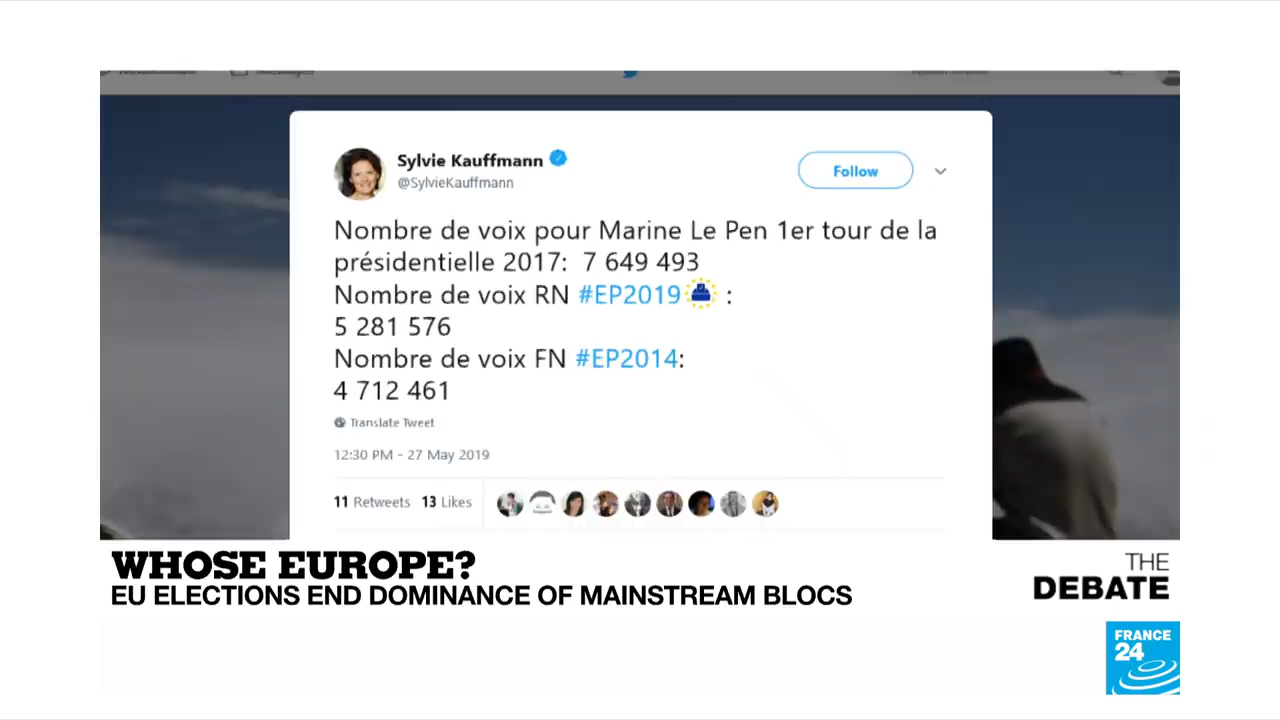 Sylvie Kauffmann
@SylvieKauffmann
Follow
Nombre de voix pour Marine Le Pen 1er tour de la
présidentielle 2017: 7 649 493
Nombre de voix RN #EP2019 :
5 281 576
Nombre de voix FN #EP2014:
4 712 461
Translate Tweet
12:30 PM - 27 May 2019
11 Retweets 13 Likes
WHOSE EUROPE?
EU ELECTIONS END DOMINANCE OF MAINSTREAM BLOCS
THE
DEBATE
FRANCE
24